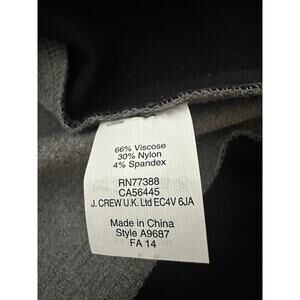 66% Viscose
30% Nylon
4% Spandex
RN77388
CA56445
J. CREW U.K. Ltd EC4V 6JA
Made in China
Style A9687
FA 14